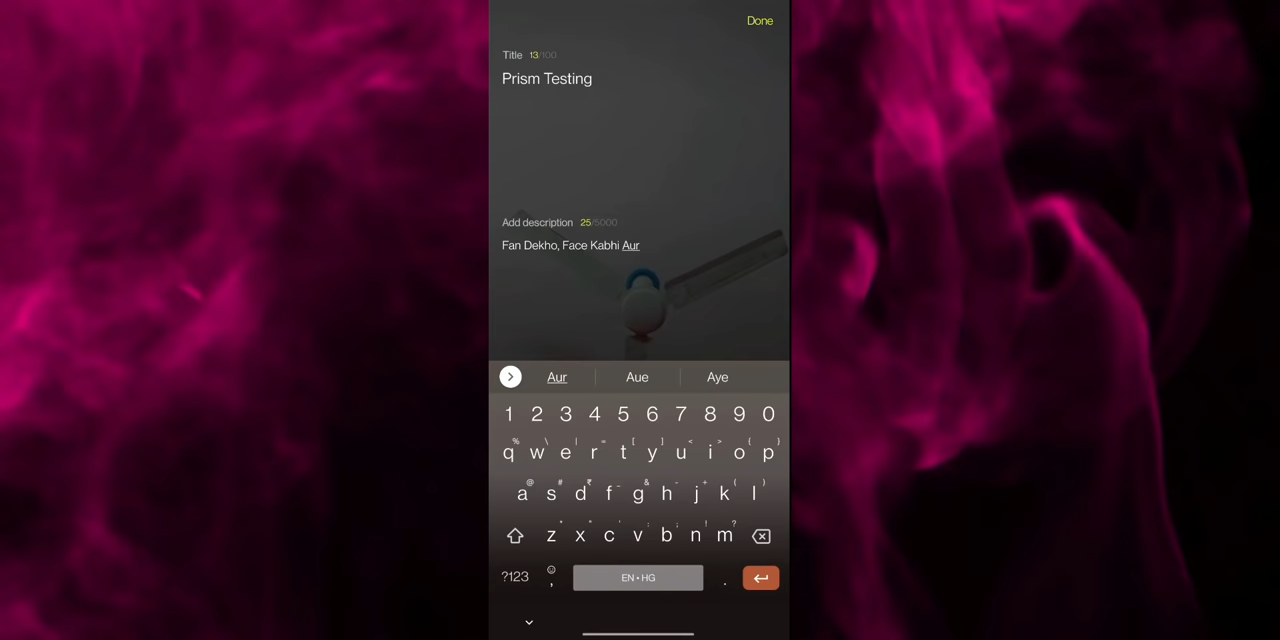 Done
Title 13/100
Prism Testing
Add description 25/5000
Fan Dekho, Face Kabhi Aur
Aur Aue Aye
1 2 3 4 5 6 7 8 9 0
% \ | = [ ] < > { }
q w e r t y u i o p
@ # ₹ - & - + ( )
a s d f g h j k l
* " ' : ; ! ?
z x c v b n m
?123 , EN • HG .